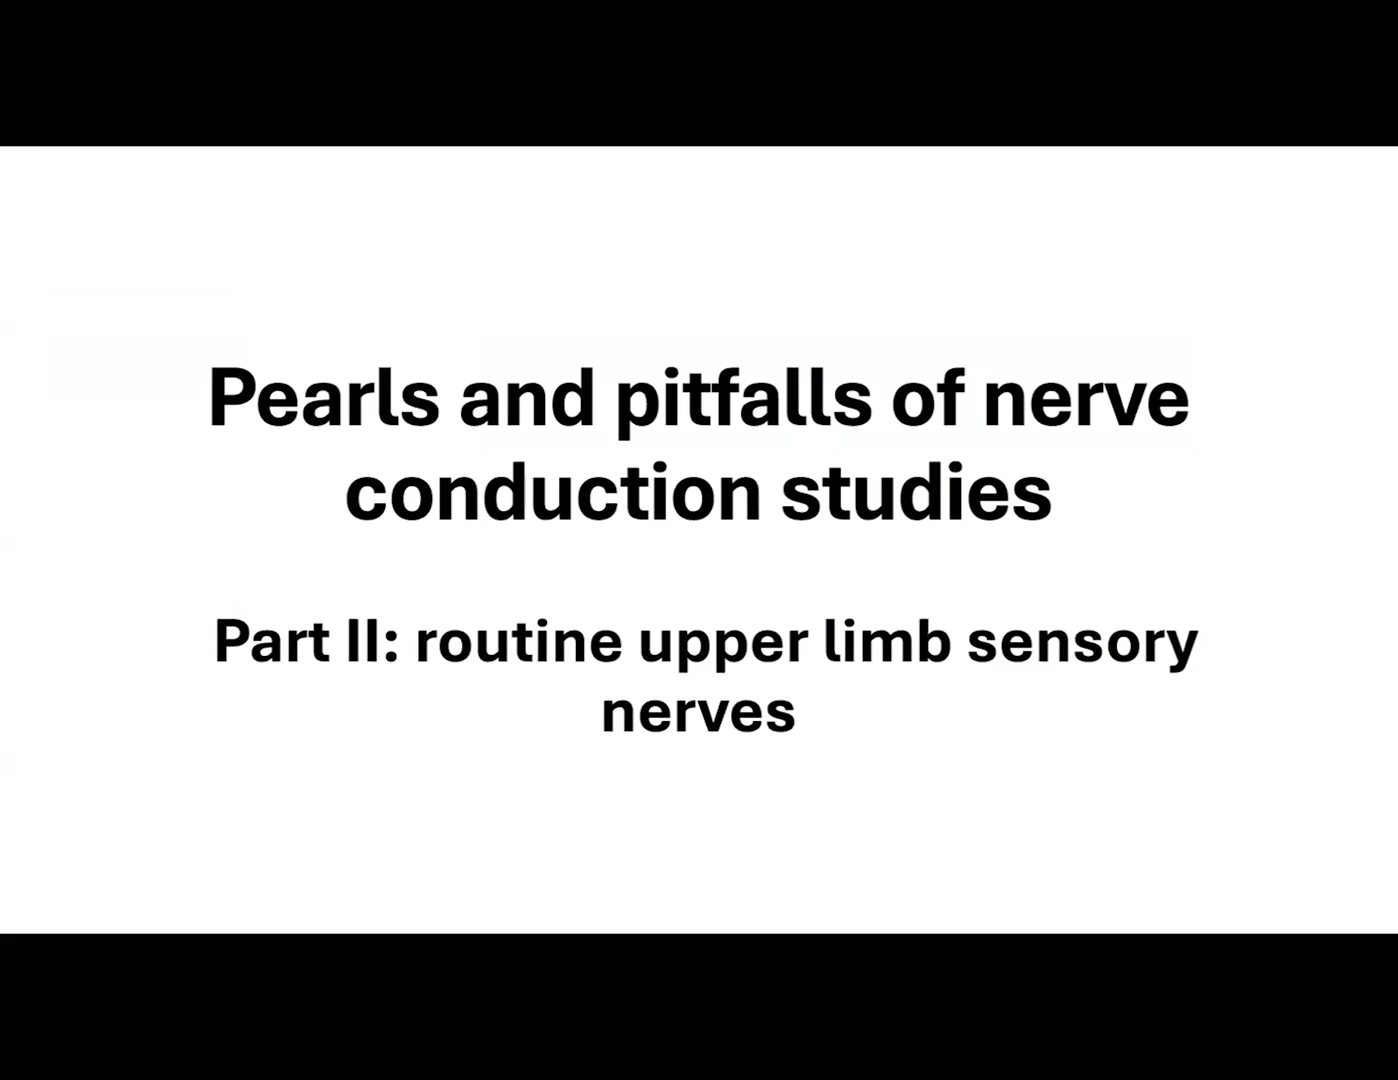 Pearls and pitfalls of nerve
conduction studies
Part II: routine upper limb sensory
nerves